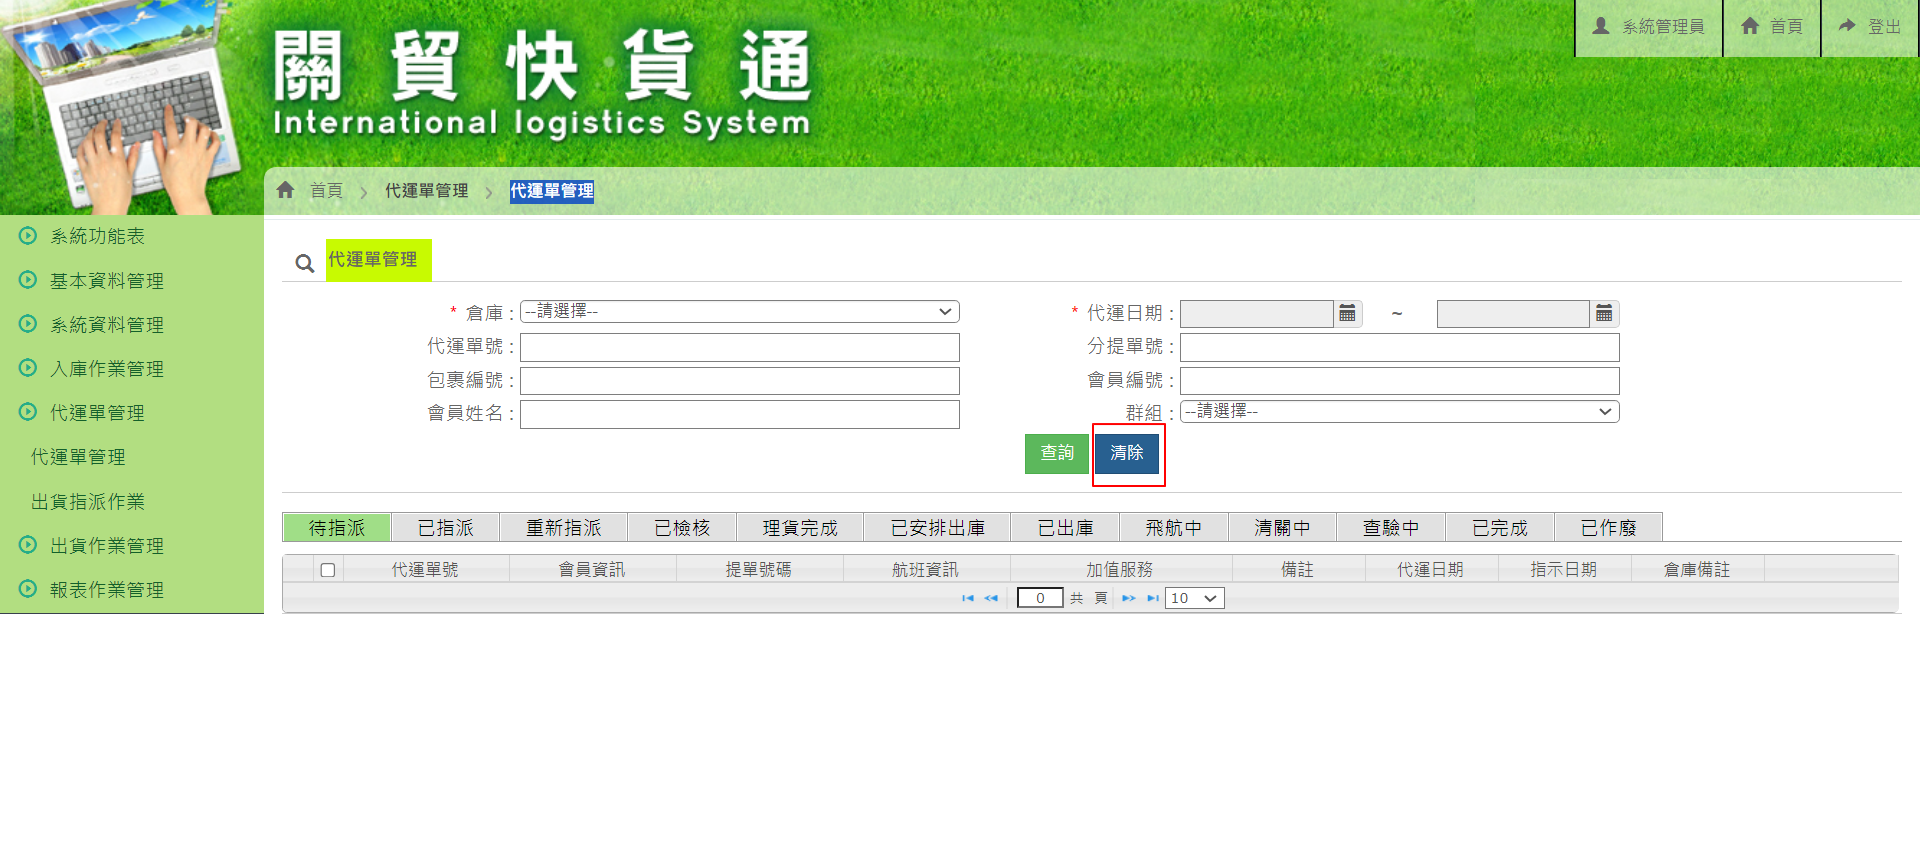 關貿快貨通
International logistics System
系統管理員 首頁 登出
首頁 代運單管理 代運單管理
系統功能表
基本資料管理
系統資料管理
入庫作業管理
代運單管理
代運單管理
出貨指派作業
出貨作業管理
報表作業管理
代運單管理
* 倉庫 : --請選擇-- * 代運日期 : ~
代運單號 : 分提單號 :
包裹編號 : 會員編號 :
會員姓名 : 群組 : --請選擇--
查詢 清除
待指派 已指派 重新指派 已檢核 理貨完成 已安排出庫 已出庫 飛航中 清關中 查驗中 已完成 已作廢
代運單號 會員資訊 提單號碼 航班資訊 加值服務 備註 代運日期 指示日期 倉庫備註
0 共 頁 10